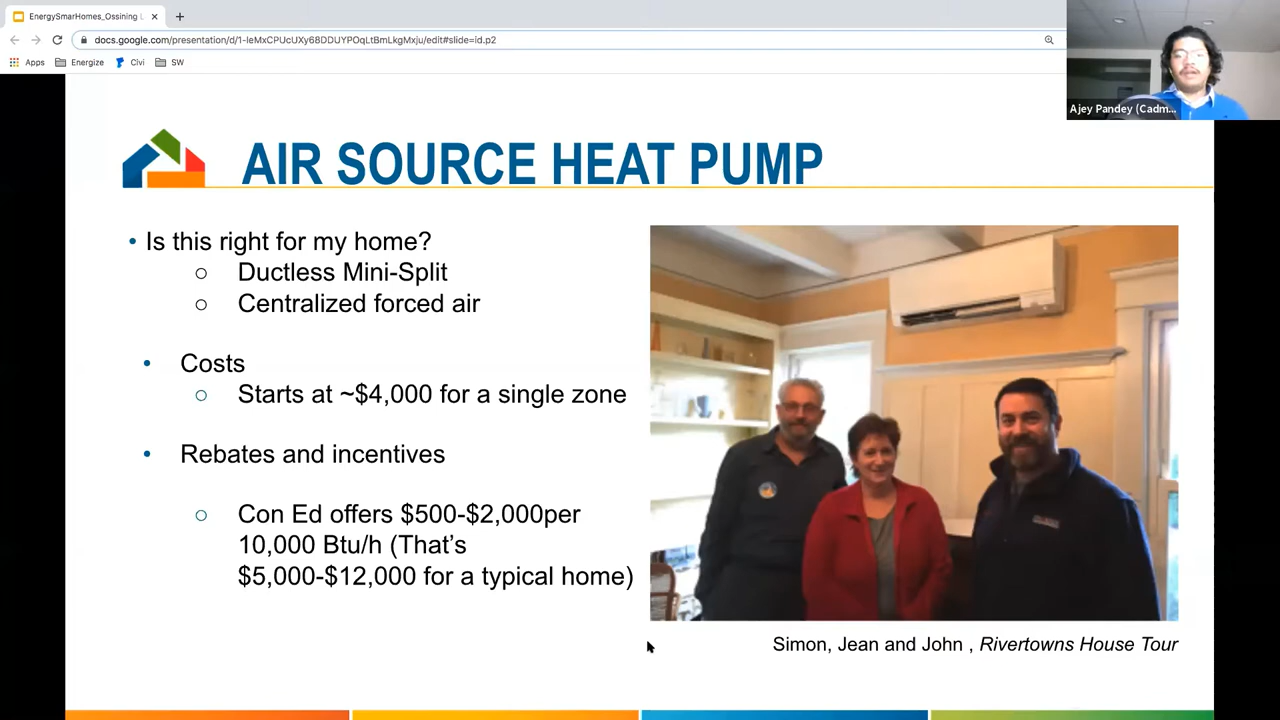 EnergySmarHomes_Ossining
docs.google.com/presentation/d/1-IeMxCPUcUXy68DDUYPOqLtBmLkgMxju/edit#slide=id.p2
Apps Energize Civi SW
Ajey Pandey (Cadm...
AIR SOURCE HEAT PUMP
• Is this right for my home?
○ Ductless Mini-Split
○ Centralized forced air
• Costs
○ Starts at ~$4,000 for a single zone
• Rebates and incentives
○ Con Ed offers $500-$2,000per
10,000 Btu/h (That’s
$5,000-$12,000 for a typical home)
Simon, Jean and John , Rivertowns House Tour